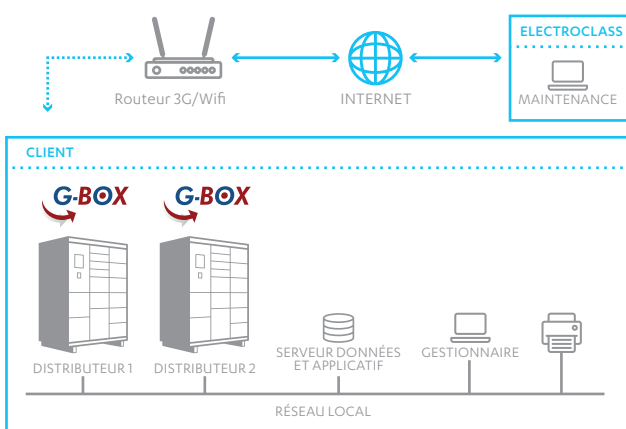 ELECTROCLASS
Routeur 3G/Wifi
INTERNET
MAINTENANCE
CLIENT
G-BOX
G-BOX
DISTRIBUTEUR 1
DISTRIBUTEUR 2
SERVEUR DONNÉES
ET APPLICATIF
GESTIONNAIRE
RÉSEAU LOCAL